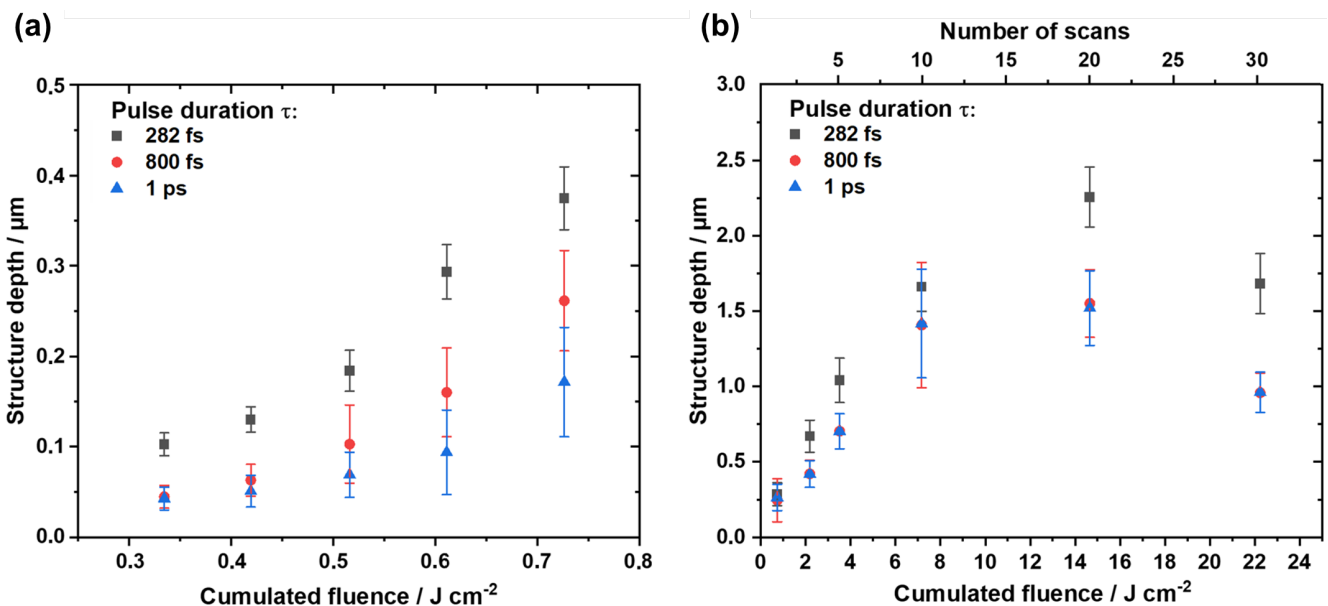 (a)
Pulse duration τ:
282 fs
800 fs
1 ps
Structure depth / μm
0.5
0.4
0.3
0.2
0.1
0.0
0.3 0.4 0.5 0.6 0.7 0.8
Cumulated fluence / J cm-2
(b)
Number of scans
5 10 20 30
Pulse duration τ:
282 fs
800 fs
1 ps
Structure depth / μm
3.0
2.5
2.0
1.5
1.0
0.5
0.0
0 2 4 6 8 10 12 14 16 18 20 22 24
Cumulated fluence / J cm-2